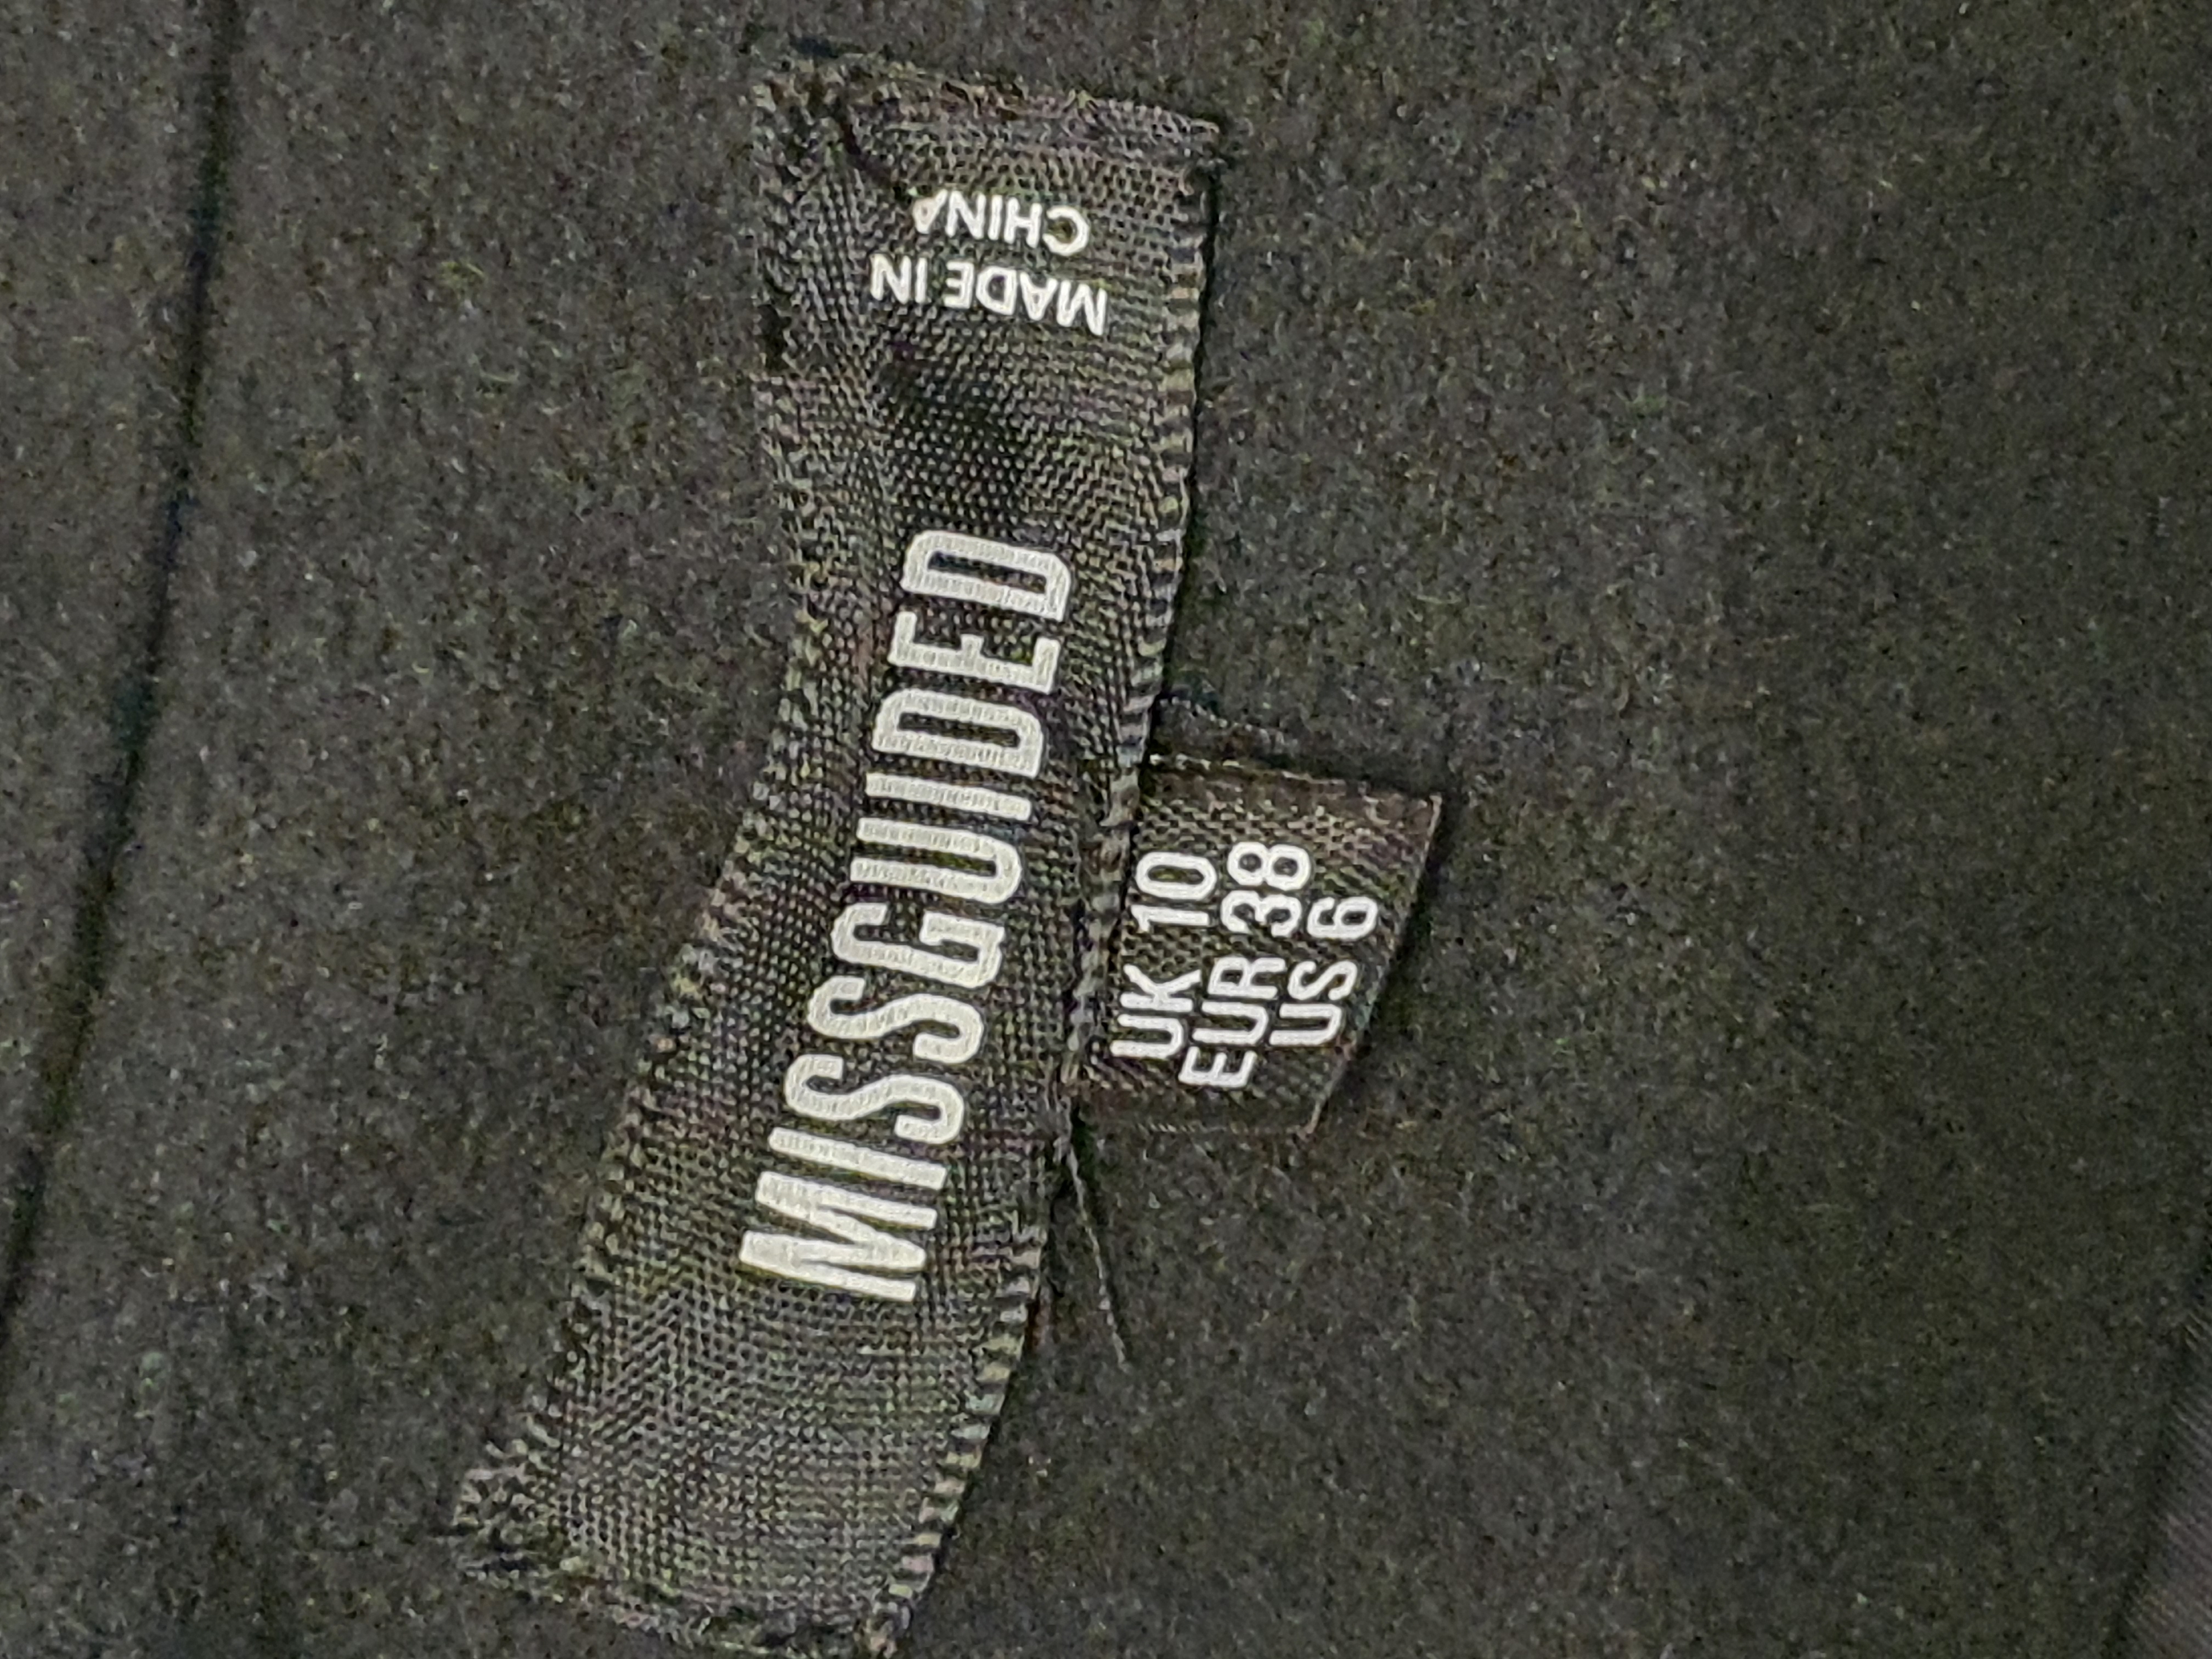 MISSGUIDED
MADE IN
CHINA
UK 10
EUR 38
US 6